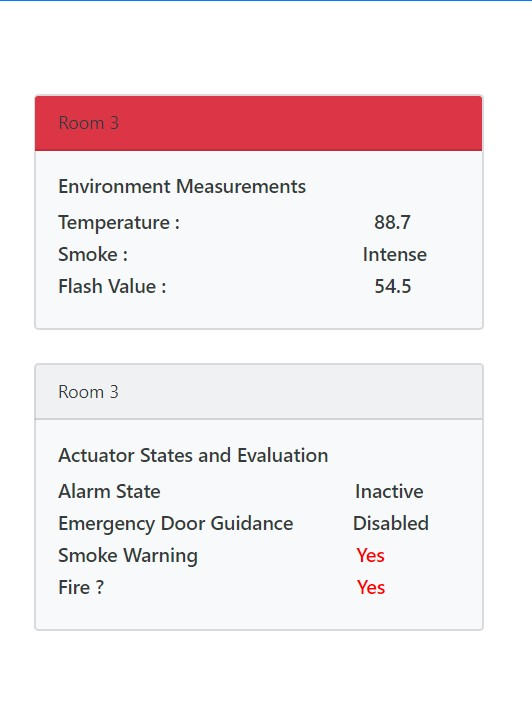 Room 3
Environment Measurements
Temperature : 88.7
Smoke : Intense
Flash Value : 54.5
Room 3
Actuator States and Evaluation
Alarm State Inactive
Emergency Door Guidance Disabled
Smoke Warning Yes
Fire ? Yes